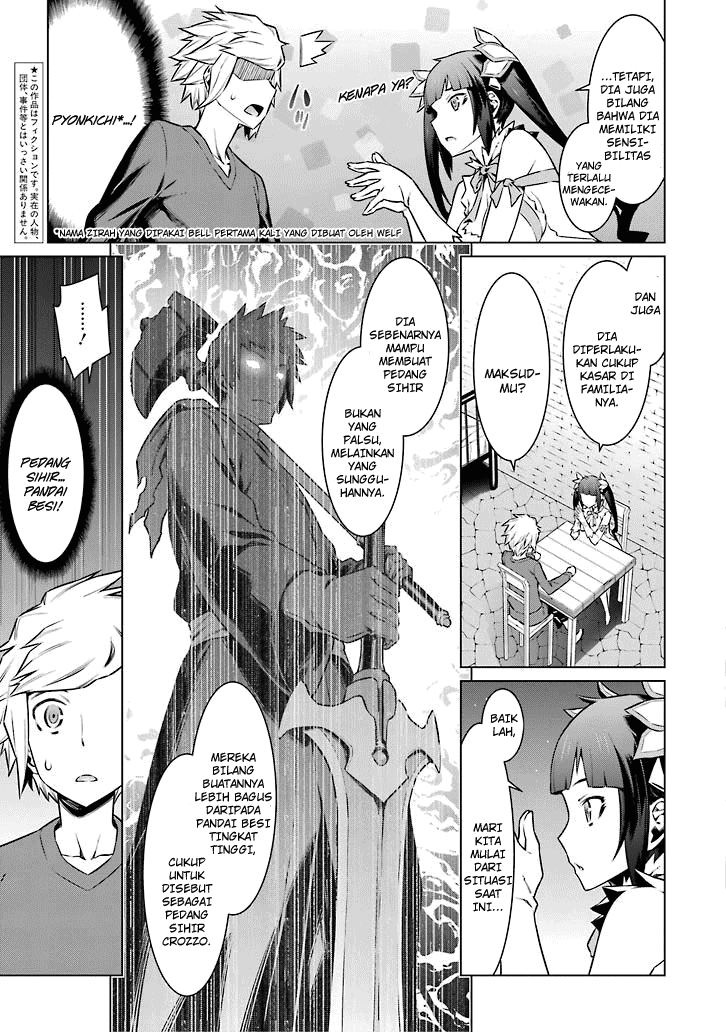 ...TETAPI,
DIA JUGA
BILANG
BAHWA DIA
MEMILIKI
SENSI-
BILITAS
YANG
TERLALU
MENGECE-
WAKAN.
KENAPA YA?
PYONKICHI*...!
*NAMA ZIRAH YANG DIPAKAI BELL PERTAMA KALI YANG DIBUAT OLEH WELF
★この作品はフィクションです。実在の人物、
団体、事件等とはいっさい関係ありません。
DAN
JUGA
DIA
DIPERLAKU-
KAN CUKUP
KASAR DI
FAMILIA-
NYA.
MAKSUD-
MU?
BAIK
LAH,
MARI KITA
MULAI
DARI
SITUASI
SAAT
INI...
DIA
SEBENARNYA
MAMPU
MEMBUAT
PEDANG
SIHIR
BUKAN
YANG
PALSU,
MELAINKAN
YANG
SUNGGU-
HANNYA.
MEREKA
BILANG
BUATANNYA
LEBIH BAGUS
DARIPADA
PANDAI BESI
TINGKAT
TINGGI,
CUKUP
UNTUK
DISEBUT
SEBAGAI
PEDANG
SIHIR
CROZZO.
......
PEDANG
SIHIR...
PANDAI
BESI!